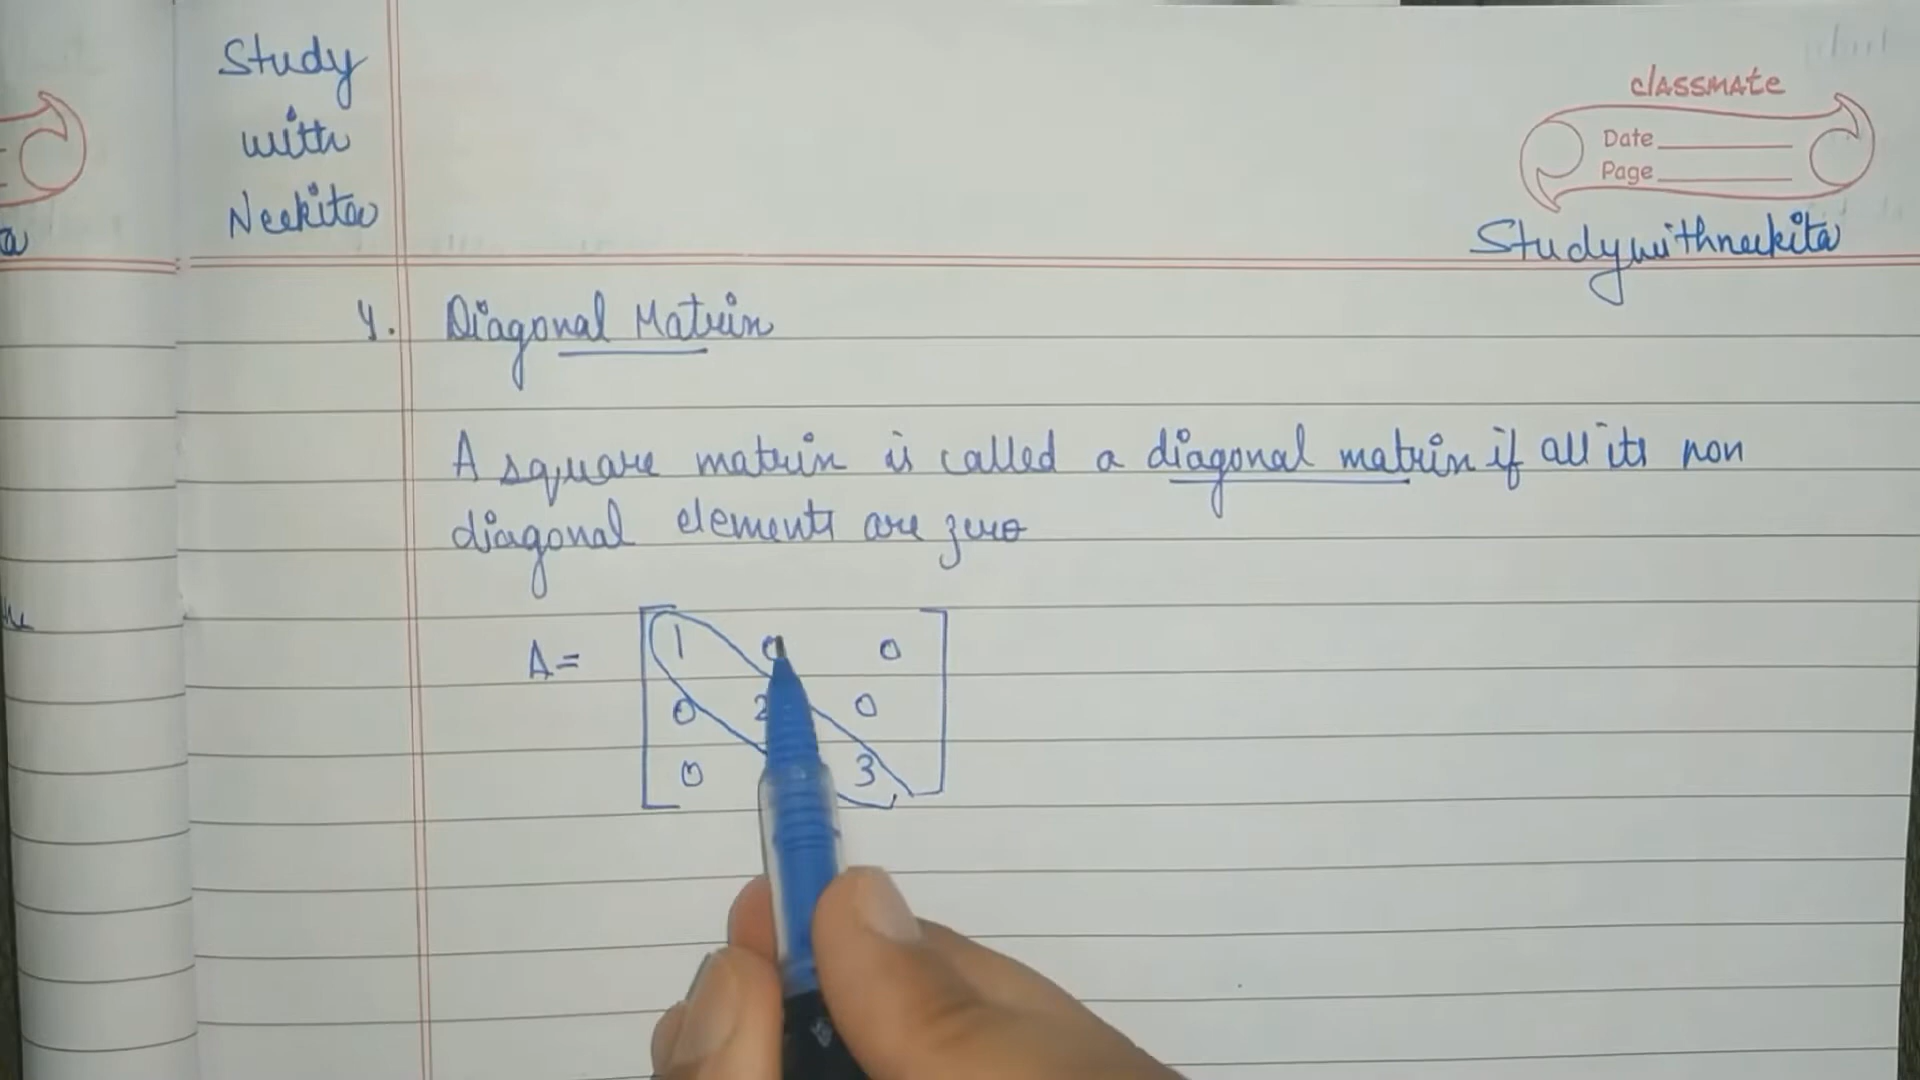 Study
with
Neekita
classmate
Date
Page
Studywithneekita
4. Diagonal Matrix
A square matrix is called a diagonal matrix if all its non
diagonal elements are zero
A=
1 0 0
0 2 0
0 3